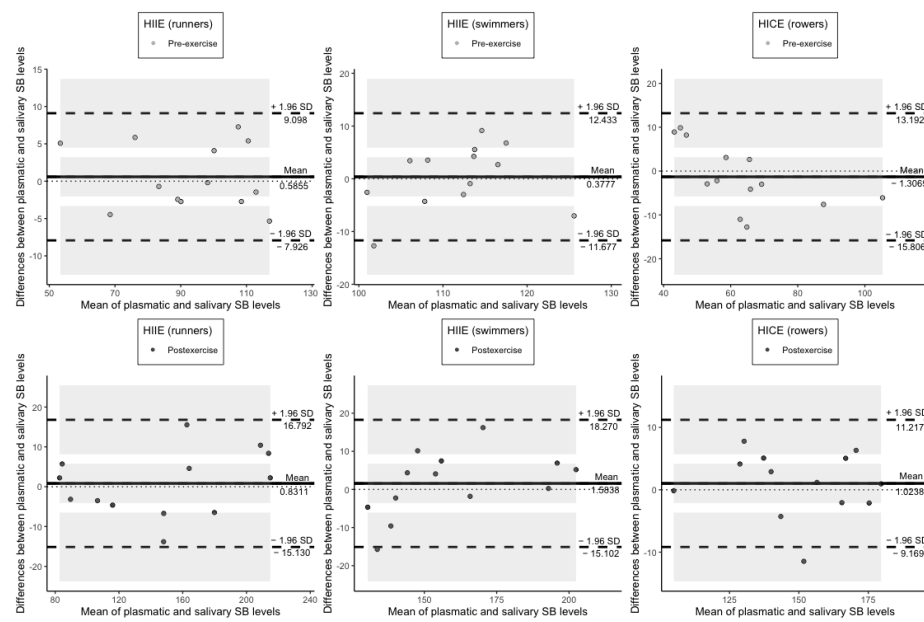 HIIE (runners)
Pre-exercise
Differences between plasmatic and salivary SB levels
15
10
5
0
-5
-10
+ 1.96 SD
9.098
Mean
0.5855
− 1.96 SD
− 7.926
50
70
90
110
130
Mean of plasmatic and salivary SB levels
HIIE (swimmers)
Pre-exercise
Differences between plasmatic and salivary SB levels
20
10
0
-10
-20
+ 1.96 SD
12.433
Mean
0.3777
− 1.96 SD
− 11.677
100
110
120
130
Mean of plasmatic and salivary SB levels
HICE (rowers)
Pre-exercise
Differences between plasmatic and salivary SB levels
20
10
0
-10
-20
+ 1.96 SD
13.192
Mean
− 1.3069
− 1.96 SD
− 15.806
40
60
80
100
Mean of plasmatic and salivary SB levels
HIIE (runners)
Postexercise
Differences between plasmatic and salivary SB levels
20
10
0
-10
-20
+ 1.96 SD
16.792
Mean
0.8311
− 1.96 SD
− 15.130
80
120
160
200
240
Mean of plasmatic and salivary SB levels
HIIE (swimmers)
Postexercise
Differences between plasmatic and salivary SB levels
20
10
0
-10
-20
+ 1.96 SD
18.270
Mean
1.5838
− 1.96 SD
− 15.102
150
200
Mean of plasmatic and salivary SB levels
HICE (rowers)
Postexercise
Differences between plasmatic and salivary SB levels
10
0
-10
+ 1.96 SD
11.217
Mean
1.0238
− 1.96 SD
− 9.169
125
150
175
Mean of plasmatic and salivary SB levels